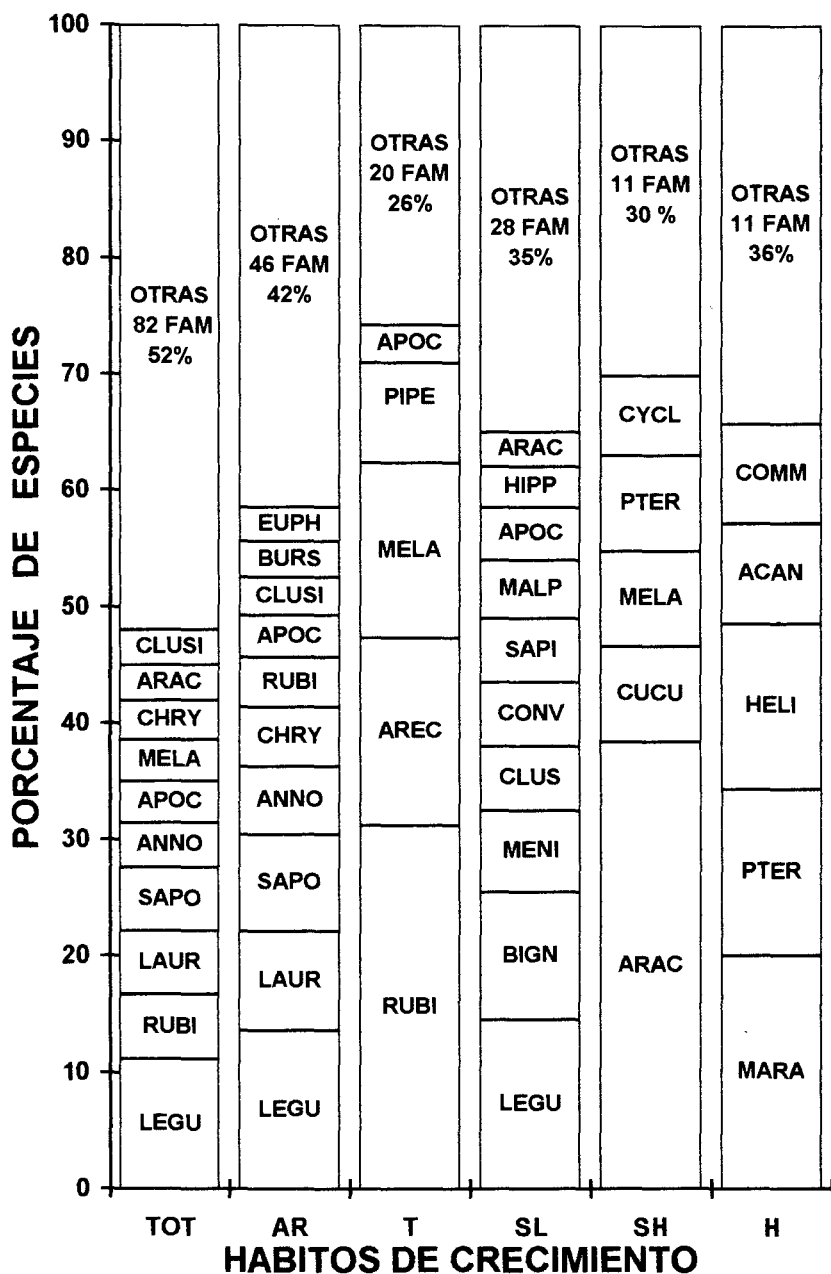 PORCENTAJE DE ESPECIES
100
90
80
70
60
50
40
30
20
10
0
OTRAS
82 FAM
52%
CLUSI
ARAC
CHRY
MELA
APOC
ANNO
SAPO
LAUR
RUBI
LEGU
OTRAS
46 FAM
42%
EUPH
BURS
CLUSI
APOC
RUBI
CHRY
ANNO
SAPO
LAUR
LEGU
OTRAS
20 FAM
26%
APOC
PIPE
MELA
AREC
RUBI
OTRAS
28 FAM
35%
ARAC
HIPP
APOC
MALP
SAPI
CONV
CLUS
MENI
BIGN
LEGU
OTRAS
11 FAM
30 %
CYCL
PTER
MELA
CUCU
ARAC
OTRAS
11 FAM
36%
COMM
ACAN
HELI
PTER
MARA
TOT AR T SL SH H
HABITOS DE CRECIMIENTO